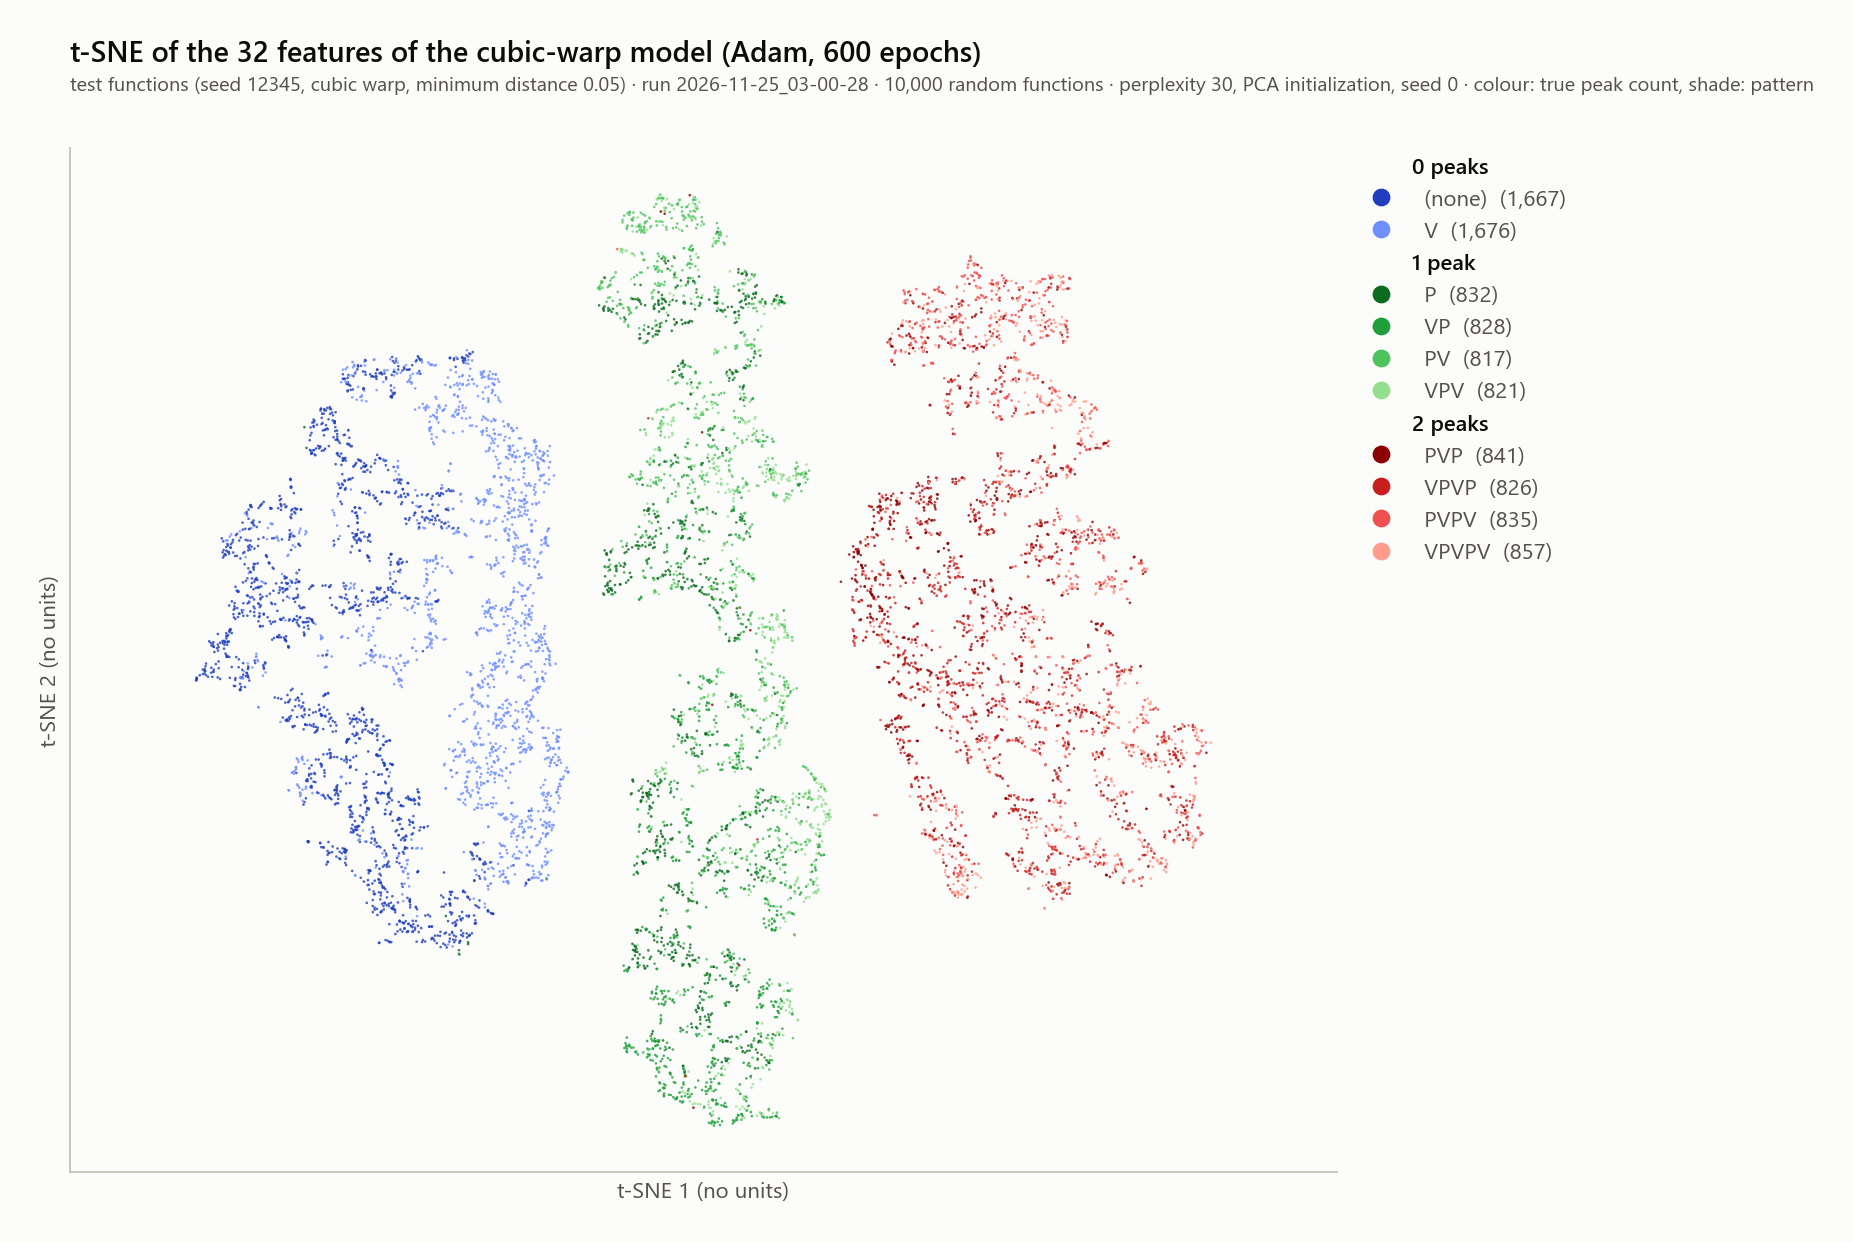 t-SNE of the 32 features of the cubic-warp model (Adam, 600 epochs)
test functions (seed 12345, cubic warp, minimum distance 0.05) · run 2026-11-25_03-00-28 · 10,000 random functions · perplexity 30, PCA initialization, seed 0 · colour: true peak count, shade: pattern
0 peaks
(none) (1,667)
V (1,676)
1 peak
P (832)
VP (828)
PV (817)
VPV (821)
2 peaks
PVP (841)
VPVP (826)
PVPV (835)
VPVPV (857)
t-SNE 2 (no units)
t-SNE 1 (no units)